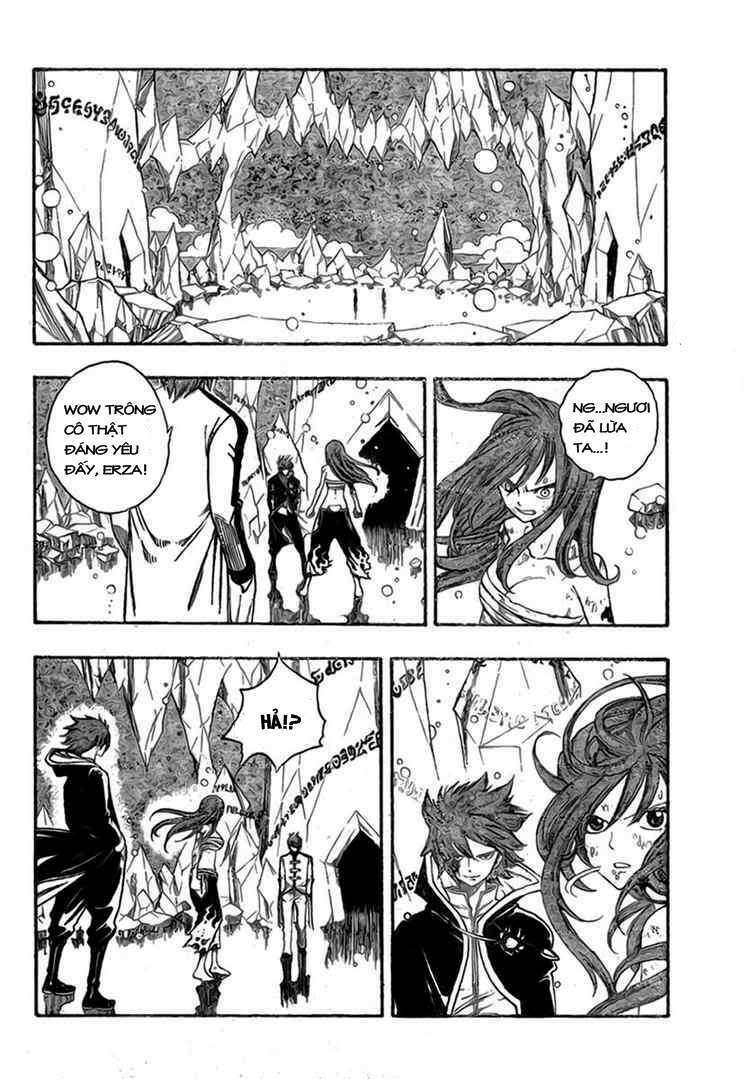 WOW TRÔNG
CÔ THẬT
ĐÁNG YÊU
ĐẤY, ERZA!
NG...NGƯƠI
ĐÃ LỪA
TA...!
HẢ!?